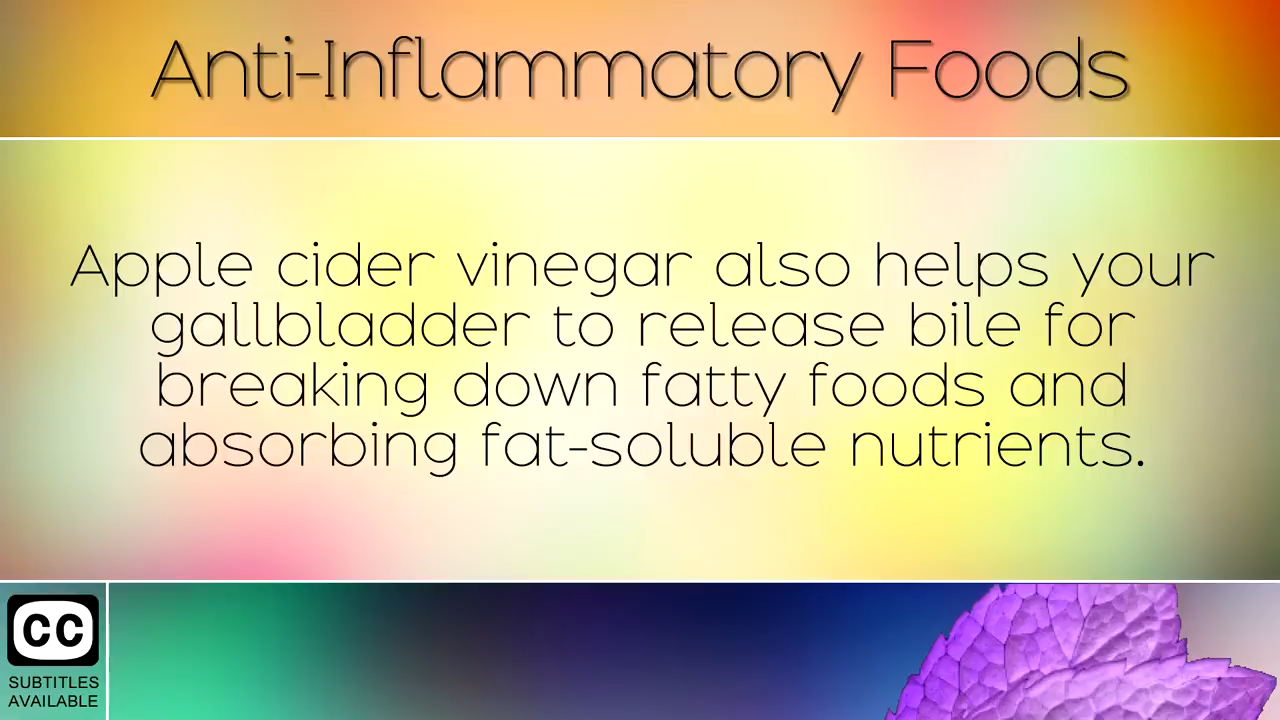 Anti-Inflammatory Foods
Apple cider vinegar also helps your
gallbladder to release bile for
breaking down fatty foods and
absorbing fat-soluble nutrients.
CC
SUBTITLES
AVAILABLE